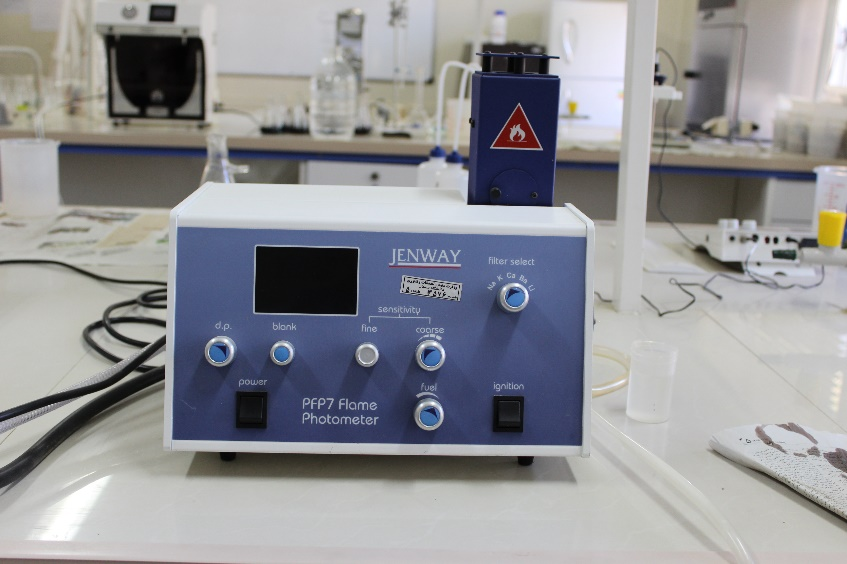 JENWAY
filter select
Na K Ca Ba Li
sensitivity
d.p.
blank
fine
coarse
power
fuel
ignition
PFP7 Flame
Photometer